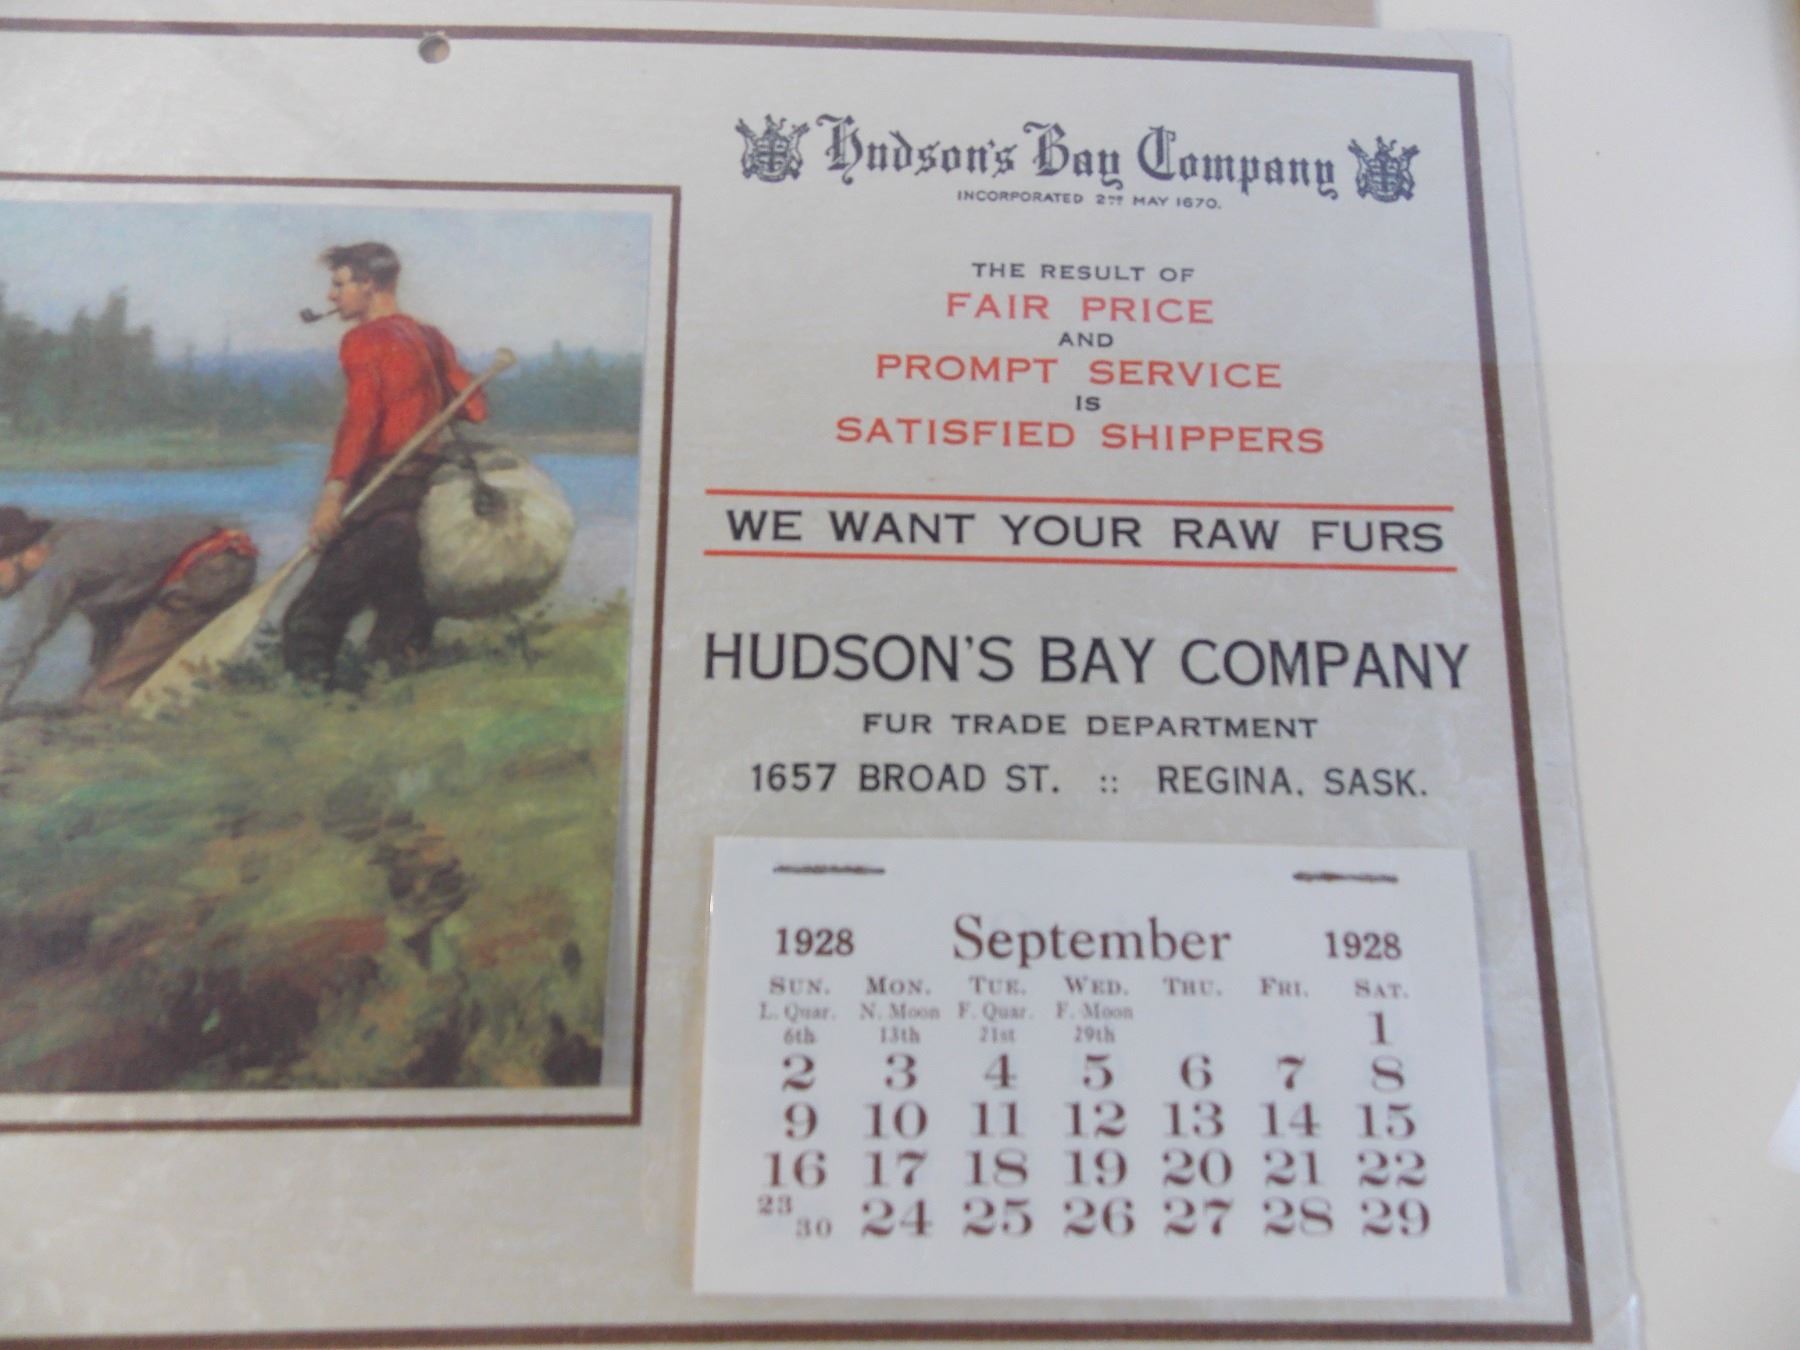 Hudson's Bay Company
INCORPORATED 2ND MAY 1670.
THE RESULT OF
FAIR PRICE
AND
PROMPT SERVICE
IS
SATISFIED SHIPPERS
WE WANT YOUR RAW FURS
HUDSON'S BAY COMPANY
FUR TRADE DEPARTMENT
1657 BROAD ST. :: REGINA, SASK.
1928 September 1928
SUN. MON. TUE. WED. THU. FRI. SAT.
L. Quar. N. Moon F. Quar. F. Moon
6th 13th 21st 29th 1
2 3 4 5 6 7 8
9 10 11 12 13 14 15
16 17 18 19 20 21 22
23 30 24 25 26 27 28 29